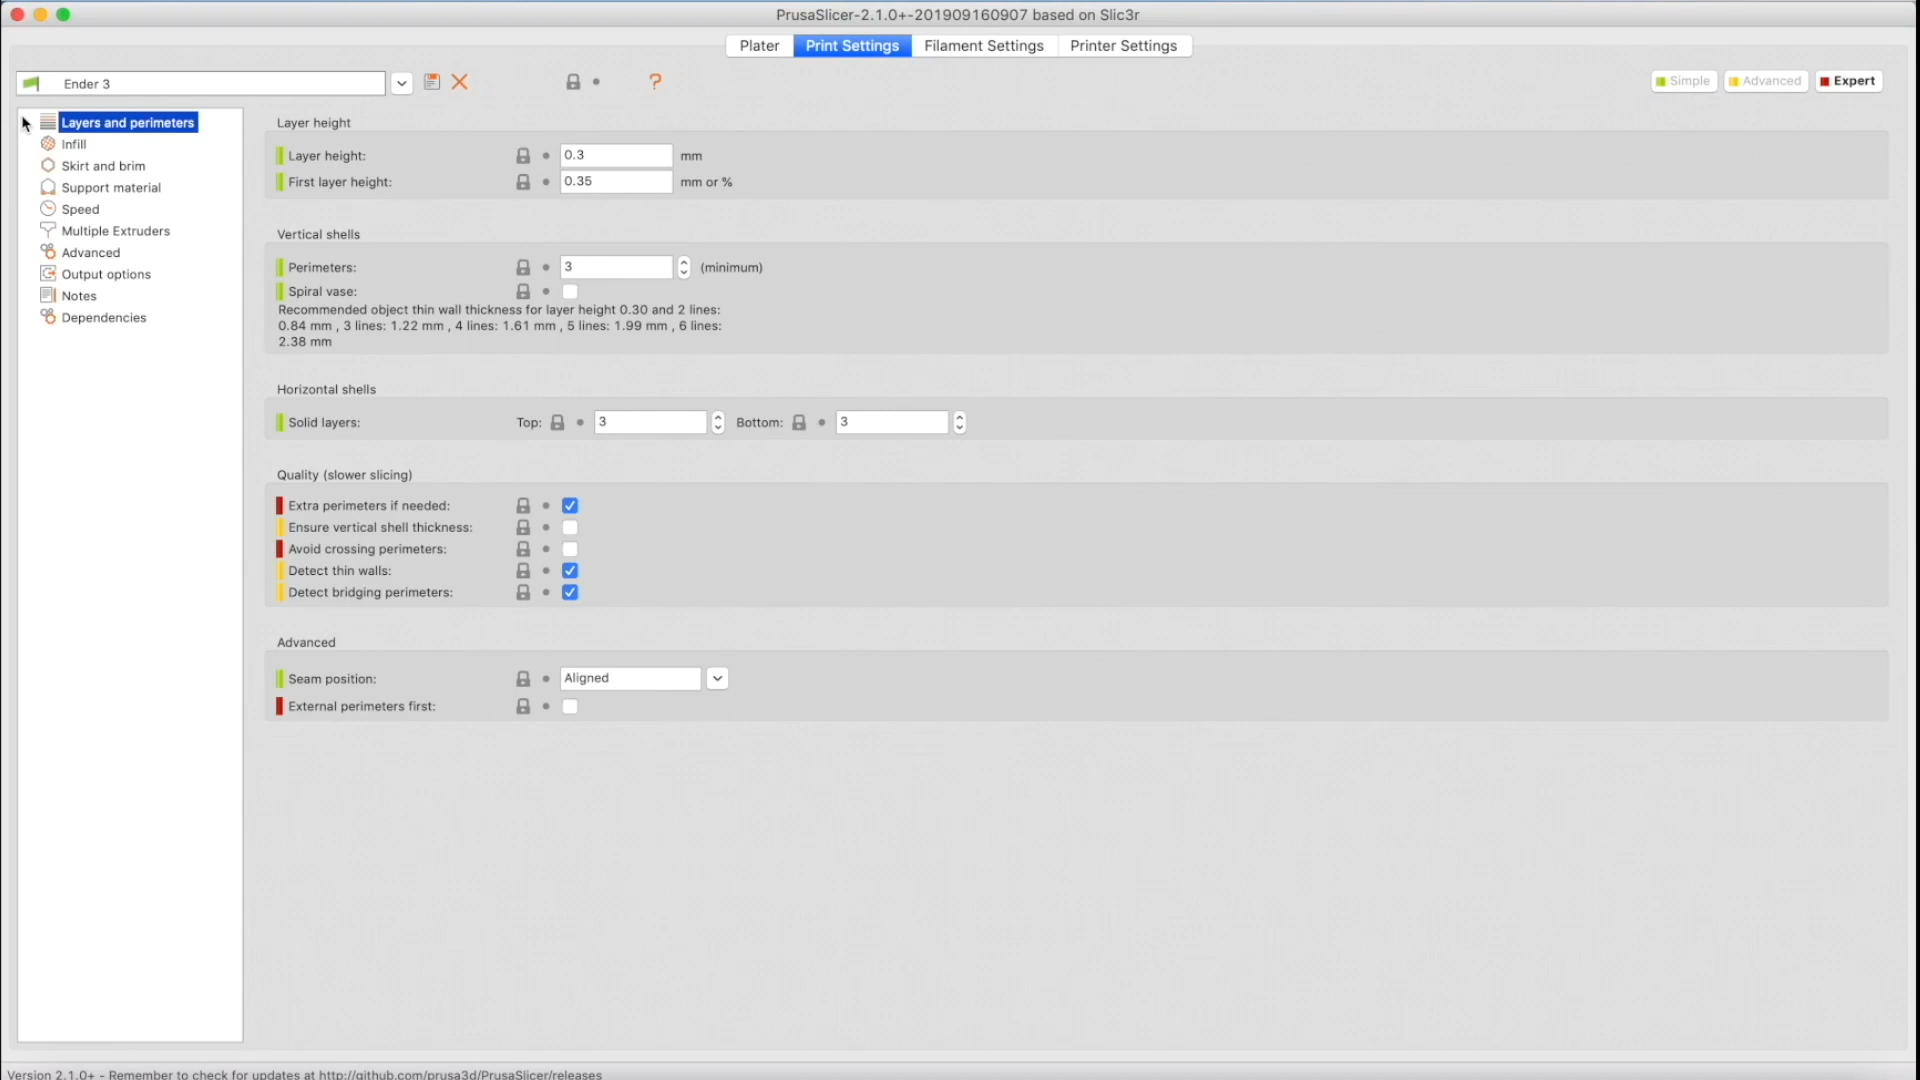 PrusaSlicer-2.1.0+-201909160907 based on Slic3r
Plater Print Settings Filament Settings Printer Settings
Ender 3 ? Simple Advanced Expert
Layers and perimeters
Infill
Skirt and brim
Support material
Speed
Multiple Extruders
Advanced
Output options
Notes
Dependencies
Layer height
Layer height: 0.3 mm
First layer height: 0.35 mm or %
Vertical shells
Perimeters: 3 (minimum)
Spiral vase:
Recommended object thin wall thickness for layer height 0.30 and 2 lines:
0.84 mm , 3 lines: 1.22 mm , 4 lines: 1.61 mm , 5 lines: 1.99 mm , 6 lines:
2.38 mm
Horizontal shells
Solid layers: Top: 3 Bottom: 3
Quality (slower slicing)
Extra perimeters if needed:
Ensure vertical shell thickness:
Avoid crossing perimeters:
Detect thin walls:
Detect bridging perimeters:
Advanced
Seam position: Aligned
External perimeters first:
Version 2.1.0+ - Remember to check for updates at http://github.com/prusa3d/PrusaSlicer/releases